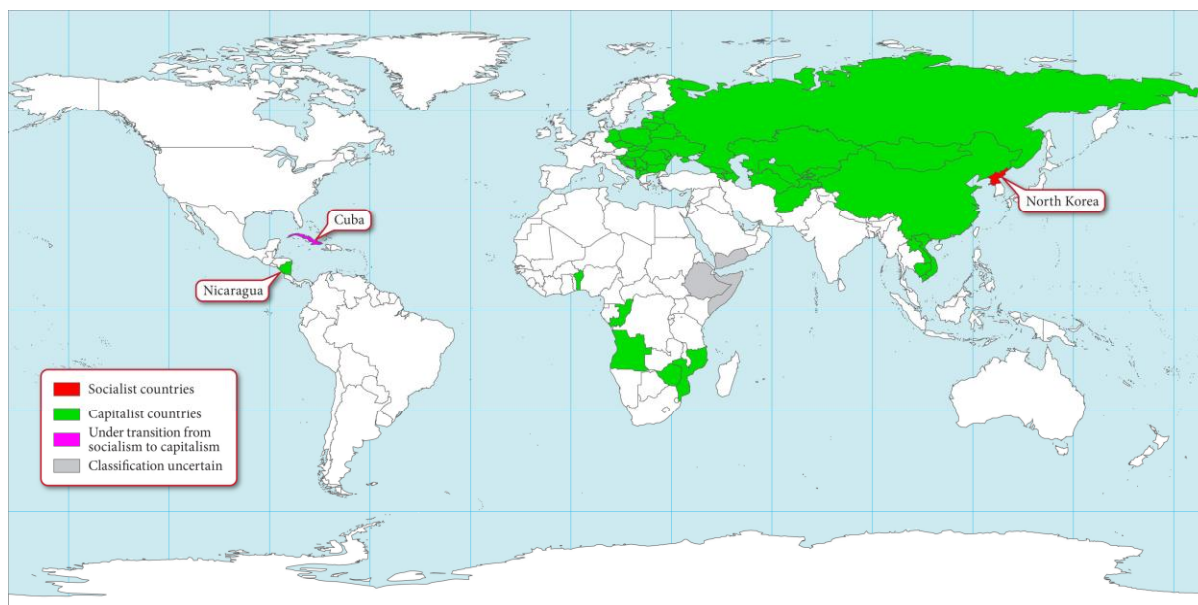 Cuba
North Korea
Nicaragua
Socialist countries
Capitalist countries
Under transition from
socialism to capitalism
Classification uncertain